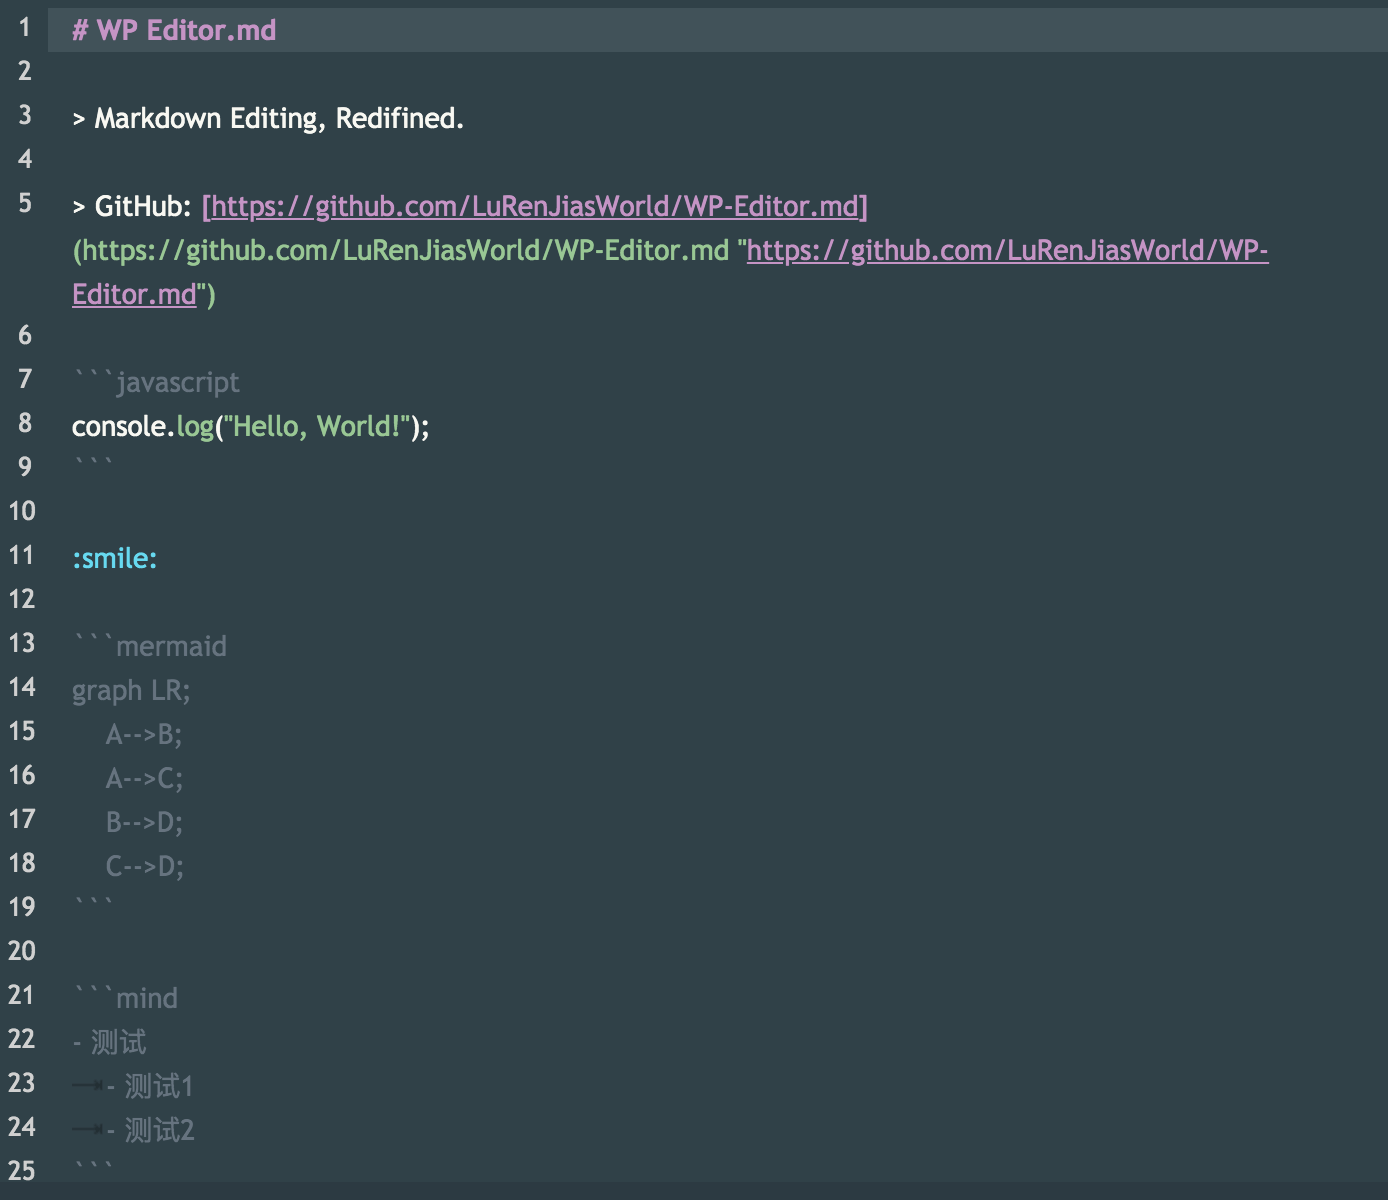 1 # WP Editor.md
2
3 > Markdown Editing, Redifined.
4
5 > GitHub: [https://github.com/LuRenJiasWorld/WP-Editor.md]
(https://github.com/LuRenJiasWorld/WP-Editor.md "https://github.com/LuRenJiasWorld/WP-
Editor.md")
6
7 ```javascript
8 console.log("Hello, World!");
9 ```
10
11 :smile:
12
13 ```mermaid
14 graph LR;
15     A-->B;
16     A-->C;
17     B-->D;
18     C-->D;
19 ```
20
21 ```mind
22 - 测试
23 	- 测试1
24 	- 测试2
25 ```